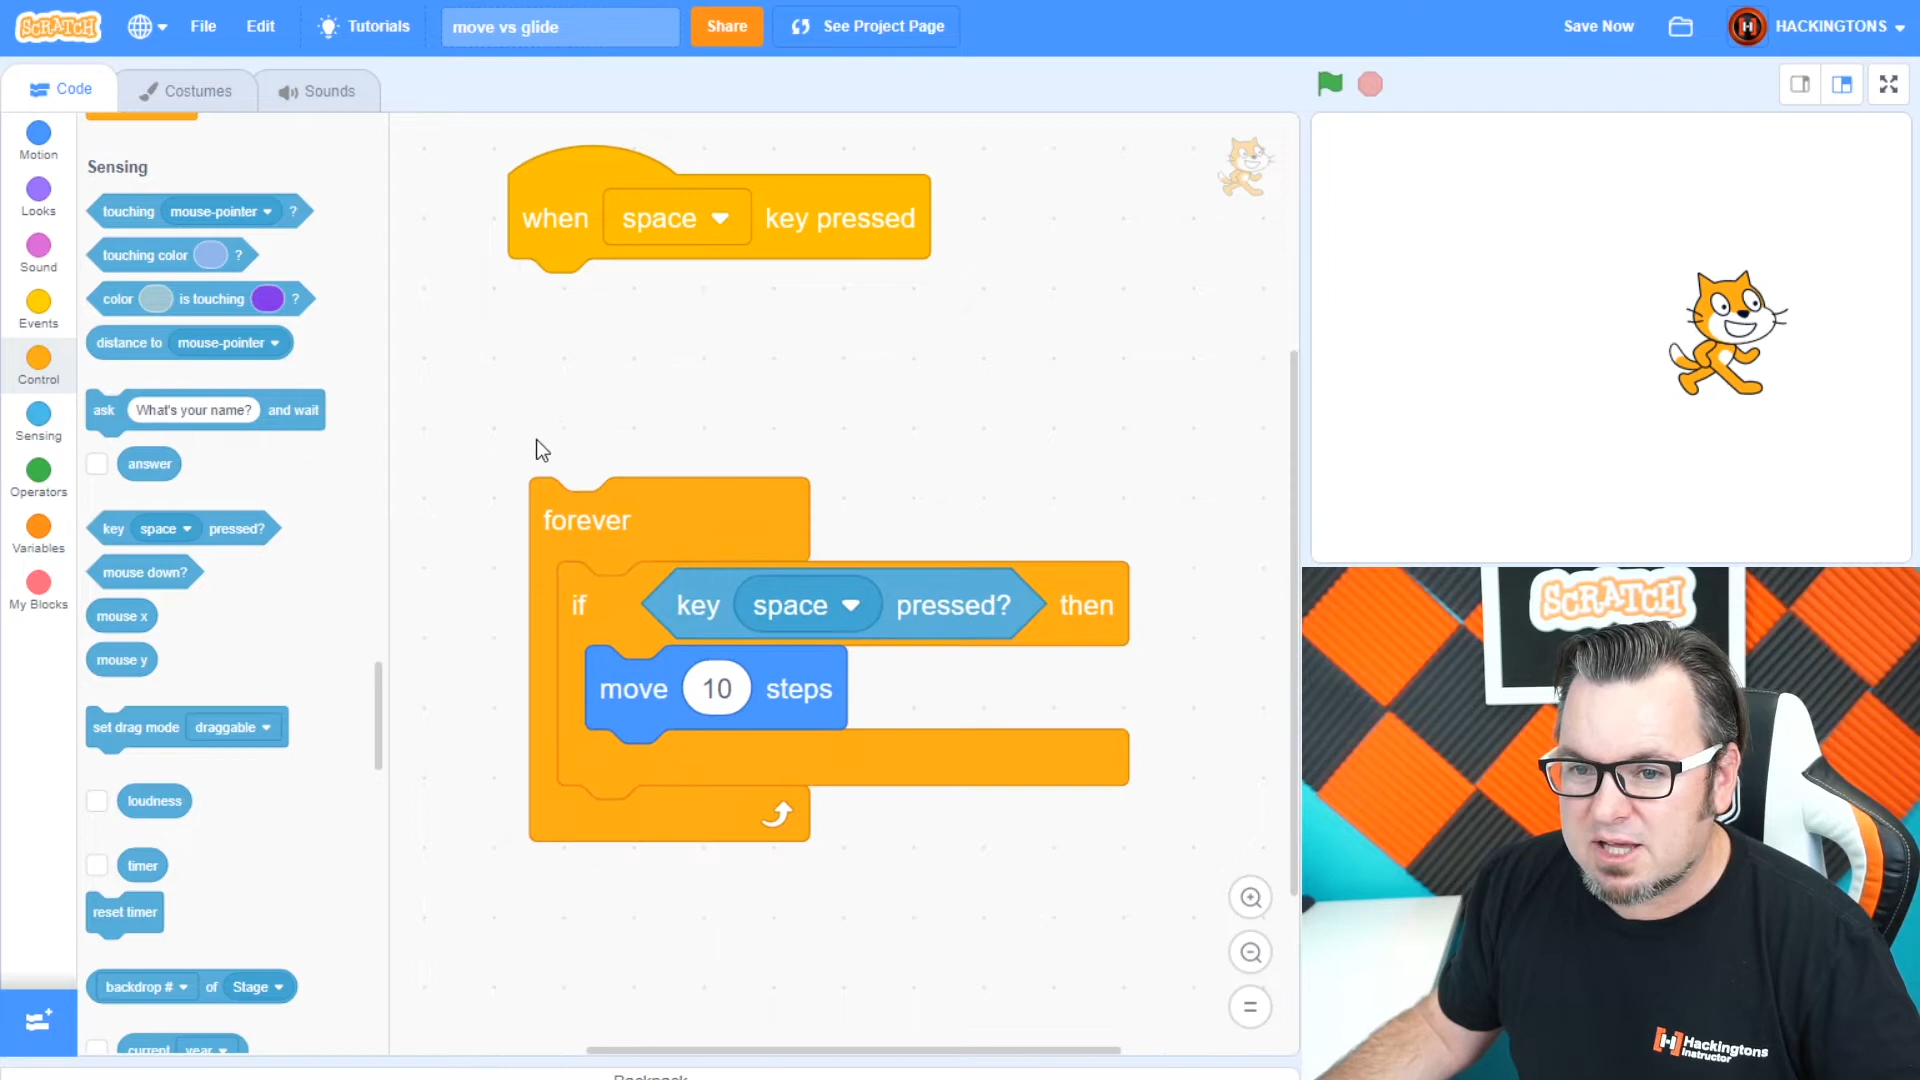 SCRATCH
File
Edit
Tutorials
move vs glide
Share
See Project Page
Save Now
H
HACKINGTONS
Code
Costumes
Sounds
Motion
Looks
Sound
Events
Control
Sensing
Operators
Variables
My Blocks
Sensing
touching mouse-pointer ?
touching color ?
color is touching ?
distance to mouse-pointer
ask What's your name? and wait
answer
key space pressed?
mouse down?
mouse x
mouse y
set drag mode draggable
loudness
timer
reset timer
backdrop # of Stage
current year
when space key pressed
forever
if key space pressed? then
move 10 steps
Backpack
SCRATCH
H Hackingtons
Instructor